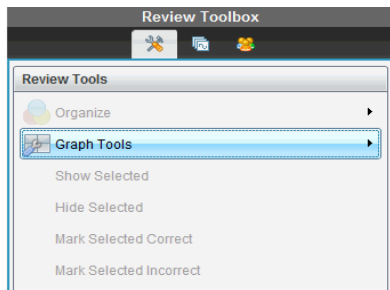 Review Toolbox
Review Tools
Organize
Graph Tools
Show Selected
Hide Selected
Mark Selected Correct
Mark Selected Incorrect